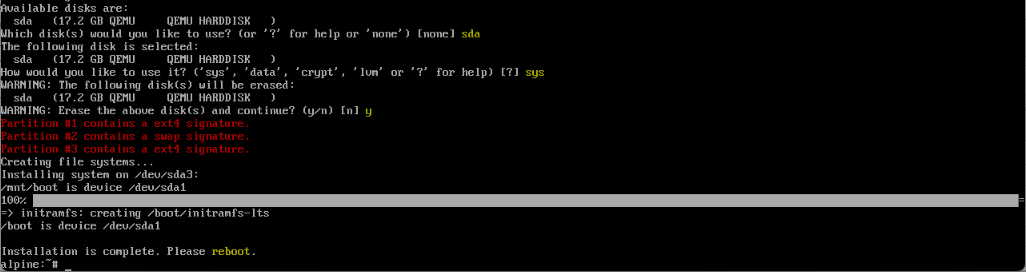 Available disks are:
  sda   (17.2 GB QEMU     QEMU HARDDISK   )
Which disk(s) would you like to use? (or '?' for help or 'none') [none] sda
The following disk is selected:
  sda   (17.2 GB QEMU     QEMU HARDDISK   )
How would you like to use it? ('sys', 'data', 'crypt', 'lvm' or '?' for help) [?] sys
WARNING: The following disk(s) will be erased:
  sda   (17.2 GB QEMU     QEMU HARDDISK   )
WARNING: Erase the above disk(s) and continue? (y/n) [n] y
Partition #1 contains a ext4 signature.
Partition #2 contains a swap signature.
Partition #3 contains a ext4 signature.
Creating file systems...
Installing system on /dev/sda3:
/mnt/boot is device /dev/sda1
100% =
=> initramfs: creating /boot/initramfs-lts
/boot is device /dev/sda1
Installation is complete. Please reboot.
alpine:~# _